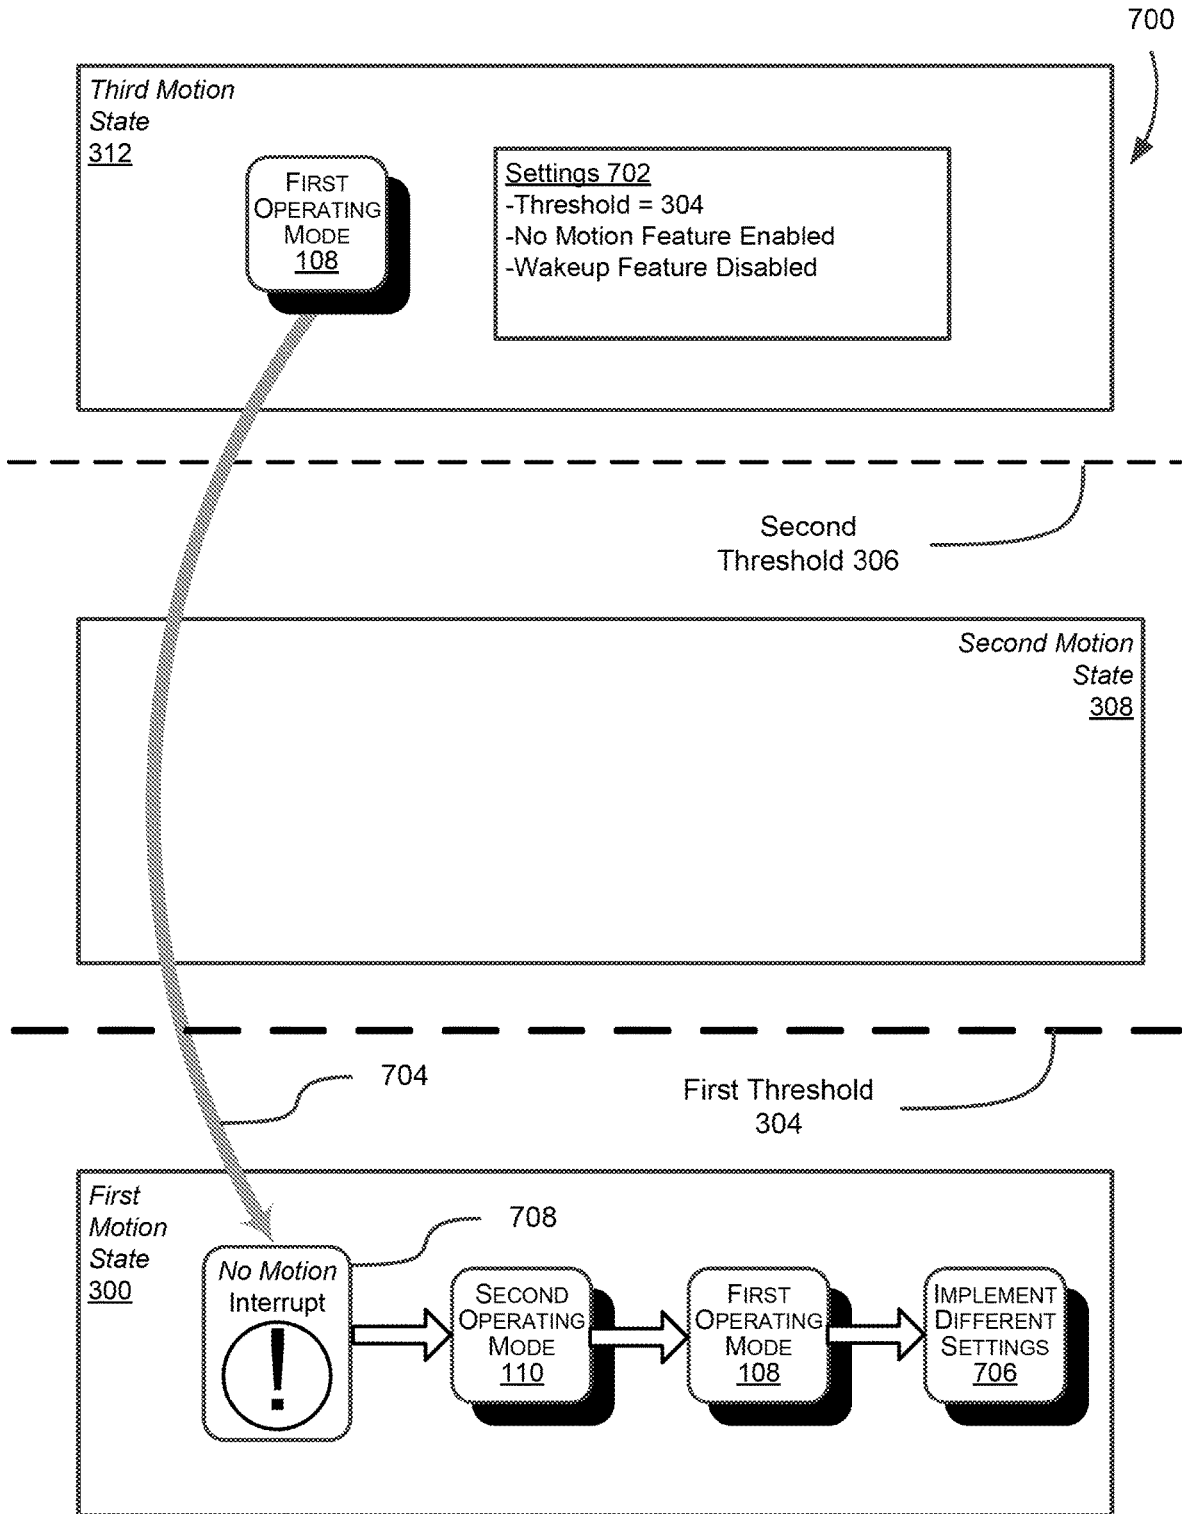 700
Third Motion
State
312
FIRST
OPERATING
MODE
108
Settings 702
-Threshold = 304
-No Motion Feature Enabled
-Wakeup Feature Disabled
Second
Threshold 306
Second Motion
State
308
704
First Threshold
304
First
Motion
State
300
708
No Motion
Interrupt
!
SECOND
OPERATING
MODE
110
FIRST
OPERATING
MODE
108
IMPLEMENT
DIFFERENT
SETTINGS
706